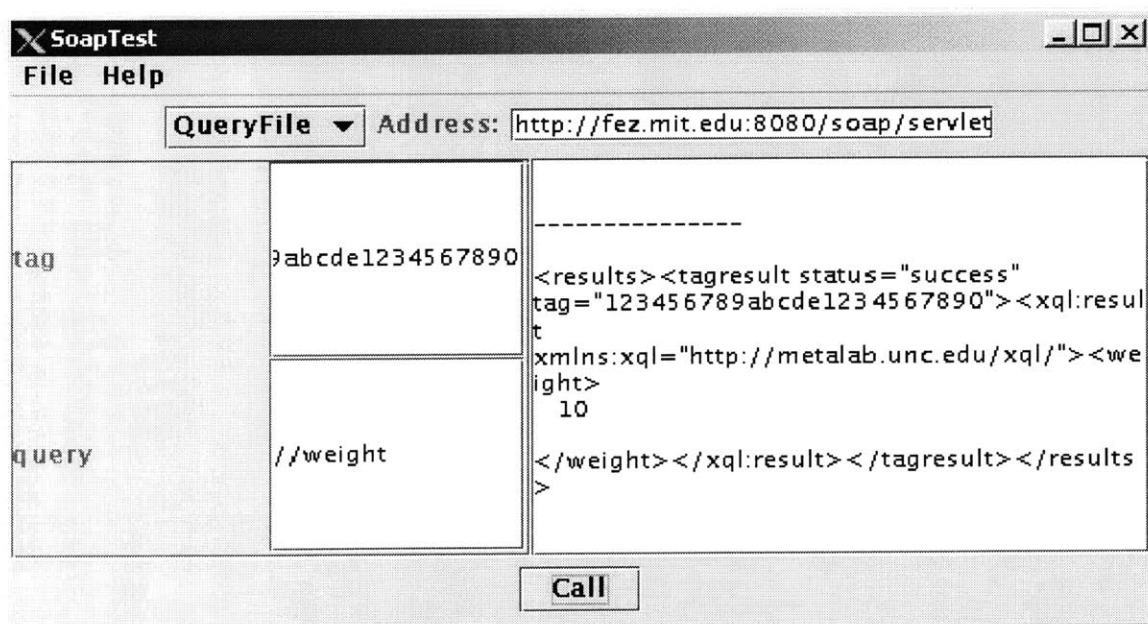 SoapTest
File Help
QueryFile Address: http://fez.mit.edu:8080/soap/servlet
tag
9abcde1234567890
query
//weight
---------------
<results><tagresult status="success"
tag="123456789abcde1234567890"><xql:resul
t
xmlns:xql="http://metalab.unc.edu/xql/"><we
ight>
10
</weight></xql:result></tagresult></results
>
Call